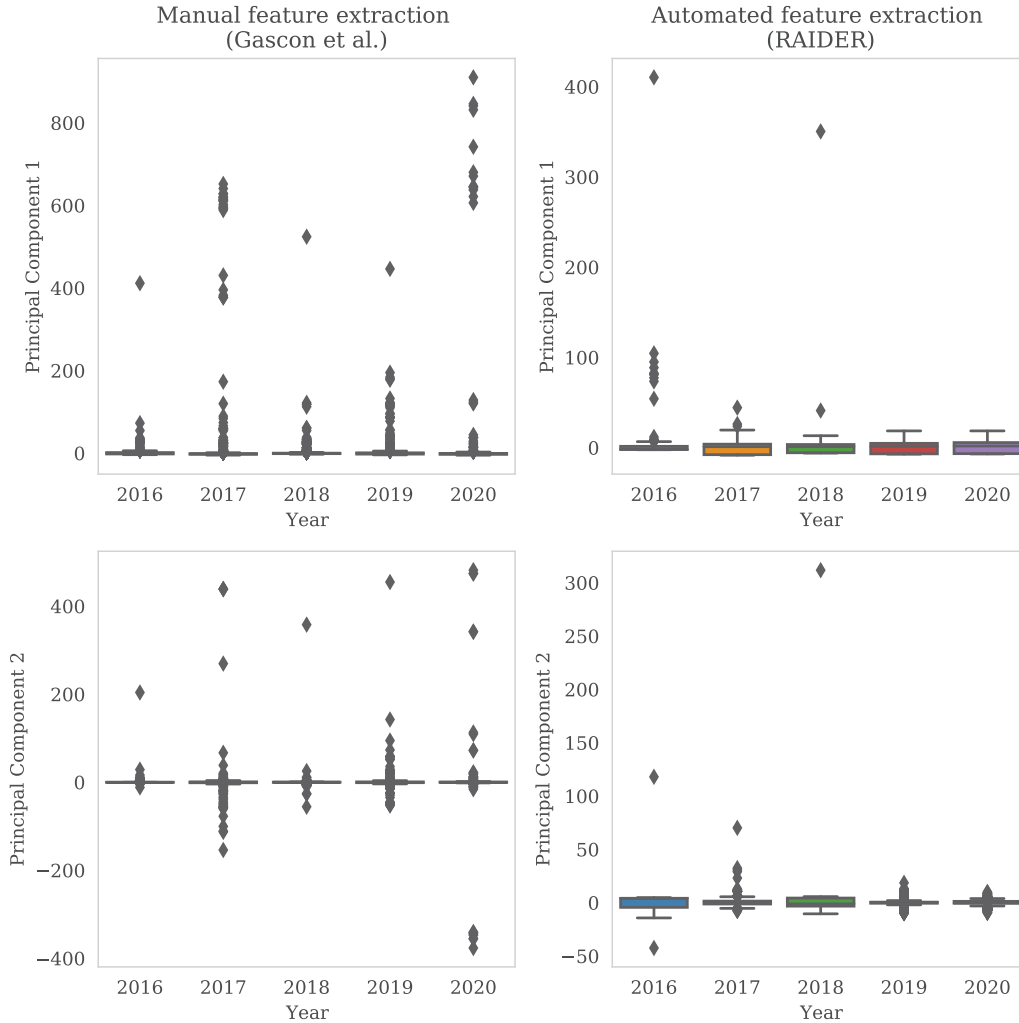 Manual feature extraction
(Gascon et al.)
Automated feature extraction
(RAIDER)
Principal Component 1
800
600
400
200
0
2016 2017 2018 2019 2020
Year
Principal Component 1
400
300
200
100
0
2016 2017 2018 2019 2020
Year
Principal Component 2
400
200
0
−200
−400
2016 2017 2018 2019 2020
Year
Principal Component 2
300
250
200
150
100
50
0
−50
2016 2017 2018 2019 2020
Year